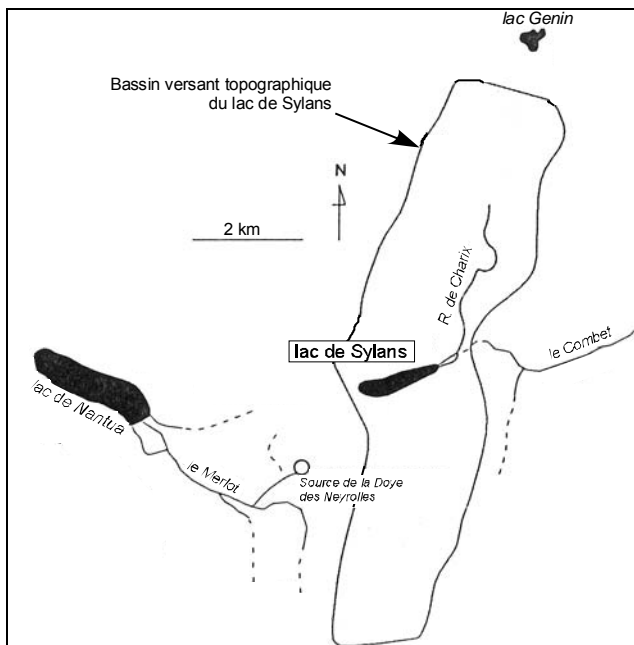 lac Genin
Bassin versant topographique
du lac de Sylans
N
2 km
R. de Charix
lac de Sylans
le Combet
lac de Nantua
le Merlot
Source de la Doye
des Neyrolles